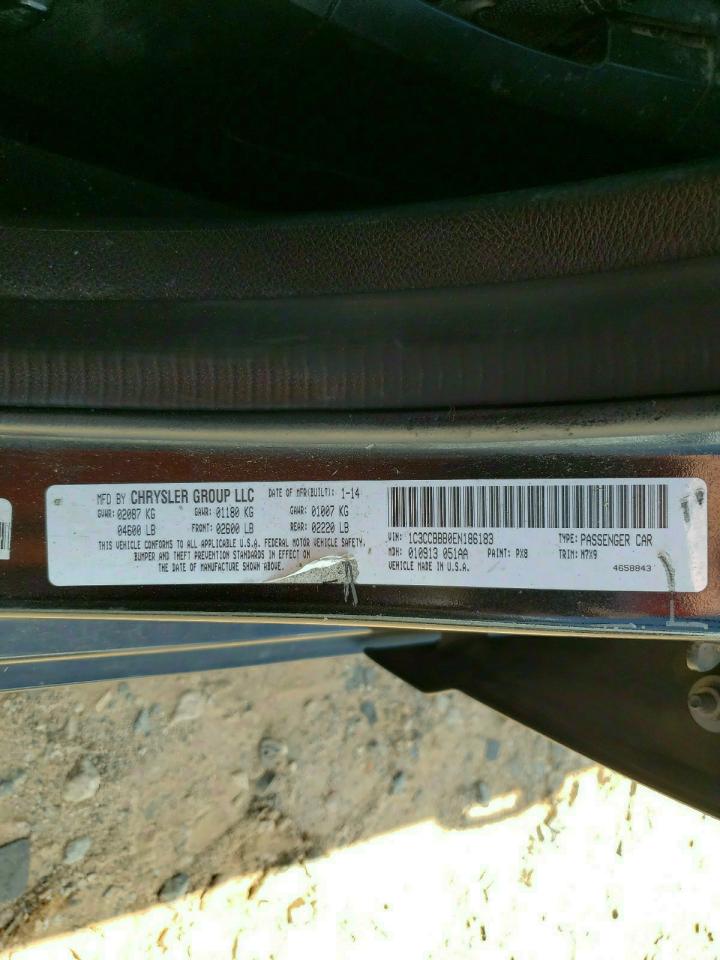 MFD BY CHRYSLER GROUP LLC DATE OF MFR(BUILT): 1-14
GVWR: 02087 KG GAWR: 01180 KG GAWR: 01007 KG
04600 LB FRONT: 02600 LB REAR: 02220 LB
THIS VEHICLE CONFORMS TO ALL APPLICABLE U.S.A. FEDERAL MOTOR VEHICLE SAFETY,
BUMPER AND THEFT PREVENTION STANDARDS IN EFFECT ON
THE DATE OF MANUFACTURE SHOWN ABOVE.
VIN: 1C3CCBBB0EN186183 TYPE: PASSENGER CAR
MDH: 010913 051AA PAINT: PX8 TRIM: M7X9
VEHICLE MADE IN U.S.A. 4658843